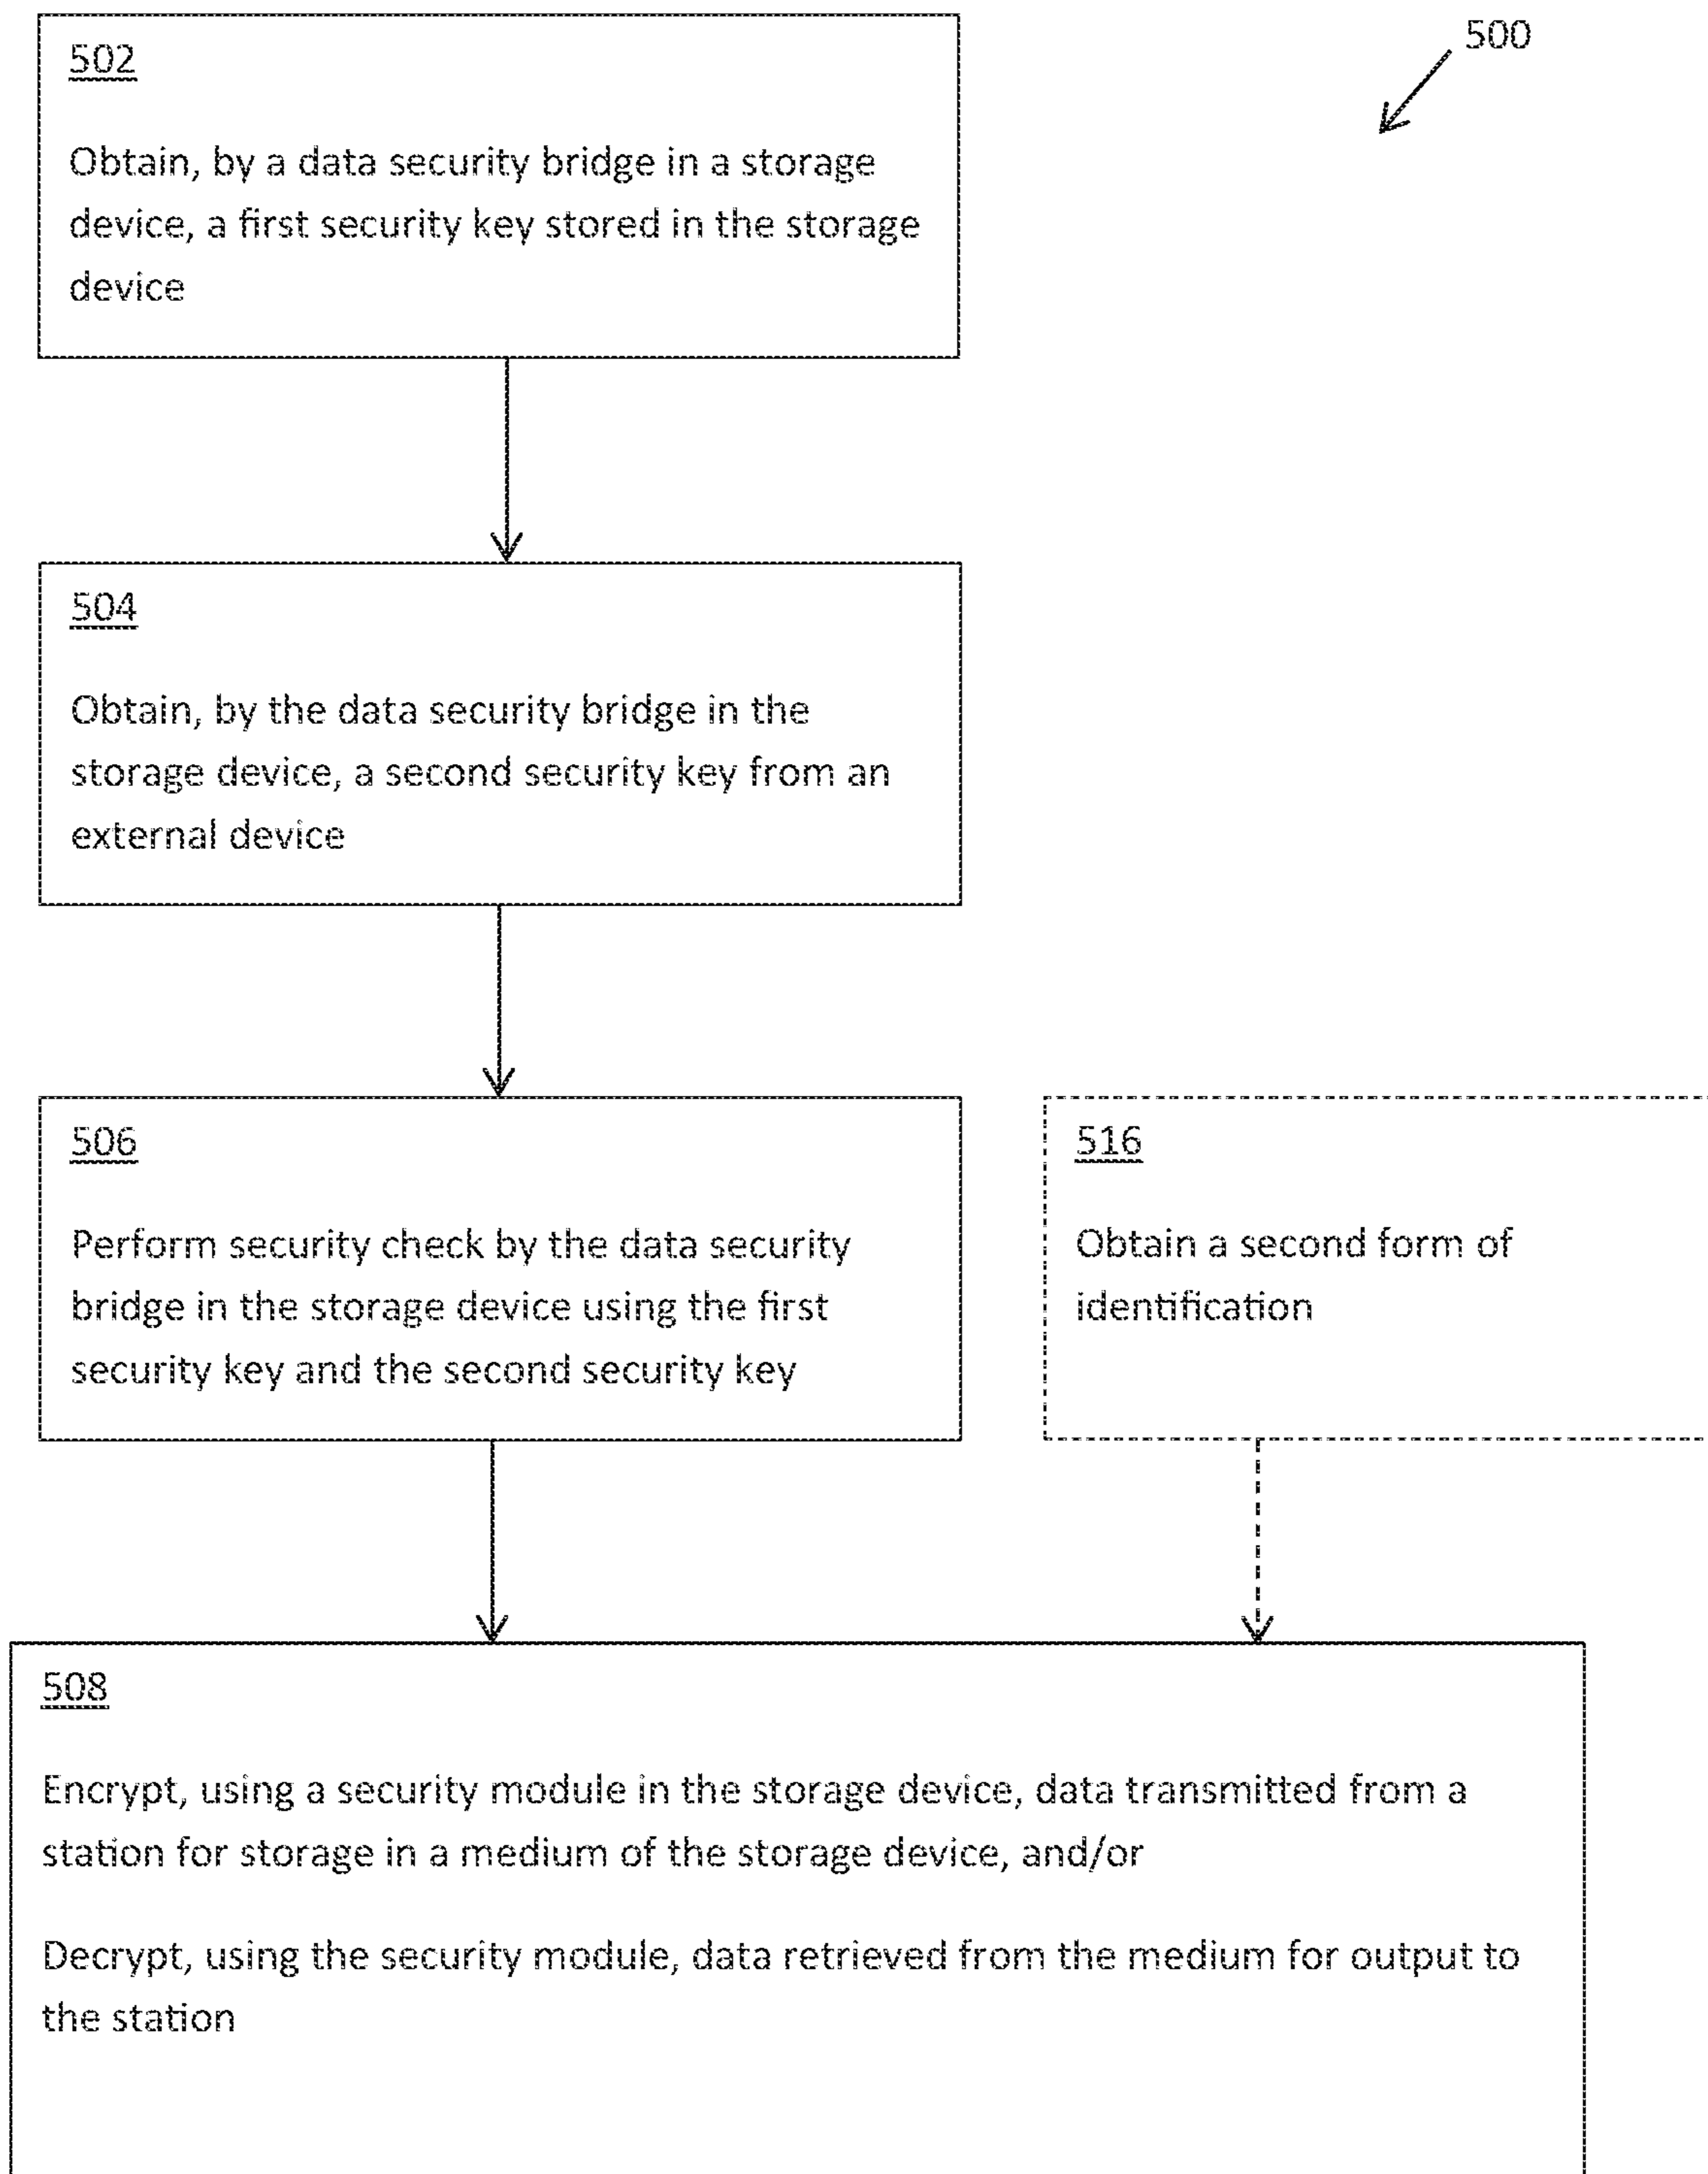 500
502
Obtain, by a data security bridge in a storage
device, a first security key stored in the storage
device
504
Obtain, by the data security bridge in the
storage device, a second security key from an
external device
506
Perform security check by the data security
bridge in the storage device using the first
security key and the second security key
516
Obtain a second form of
identification
508
Encrypt, using a security module in the storage device, data transmitted from a
station for storage in a medium of the storage device, and/or
Decrypt, using the security module, data retrieved from the medium for output to
the station